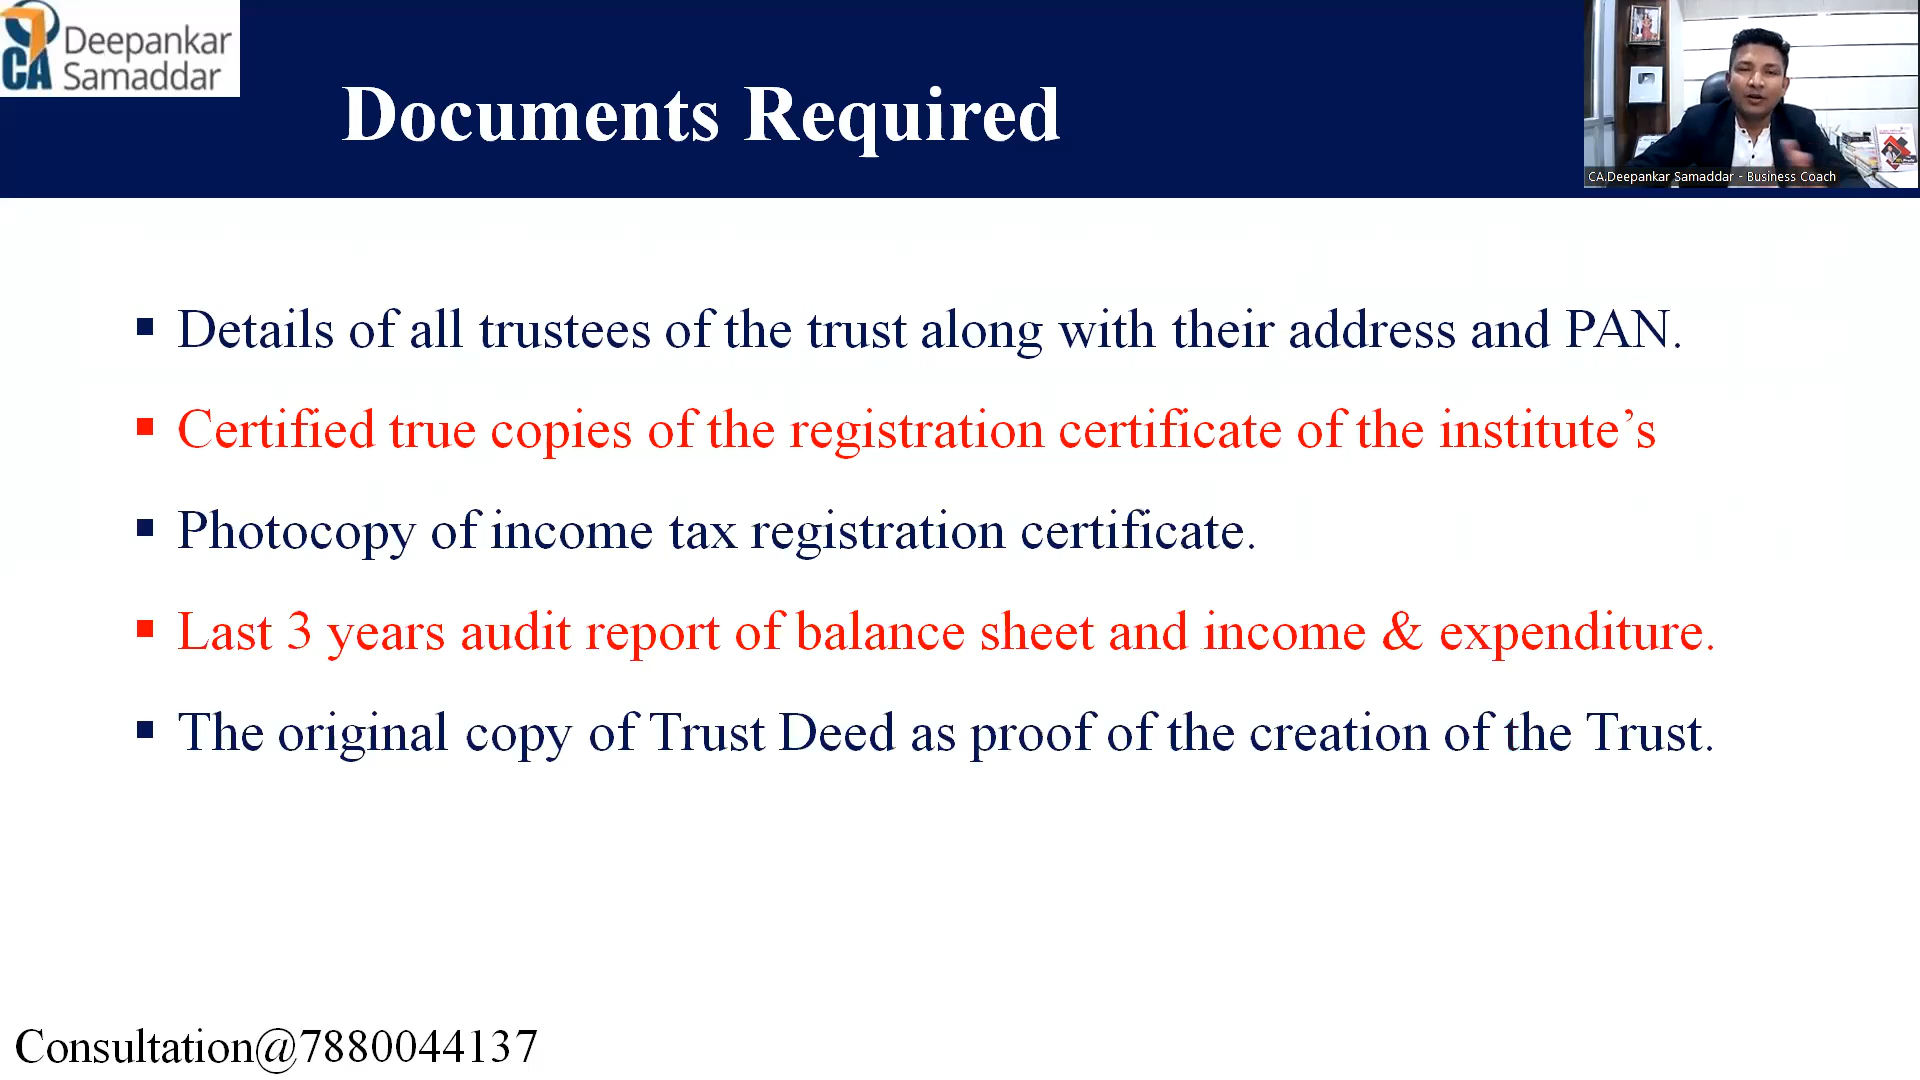 CA
Deepankar
Samaddar
Documents Required
CA.Deepankar Samaddar - Business Coach
▪ Details of all trustees of the trust along with their address and PAN.
▪ Certified true copies of the registration certificate of the institute’s
▪ Photocopy of income tax registration certificate.
▪ Last 3 years audit report of balance sheet and income & expenditure.
▪ The original copy of Trust Deed as proof of the creation of the Trust.
Consultation@7880044137